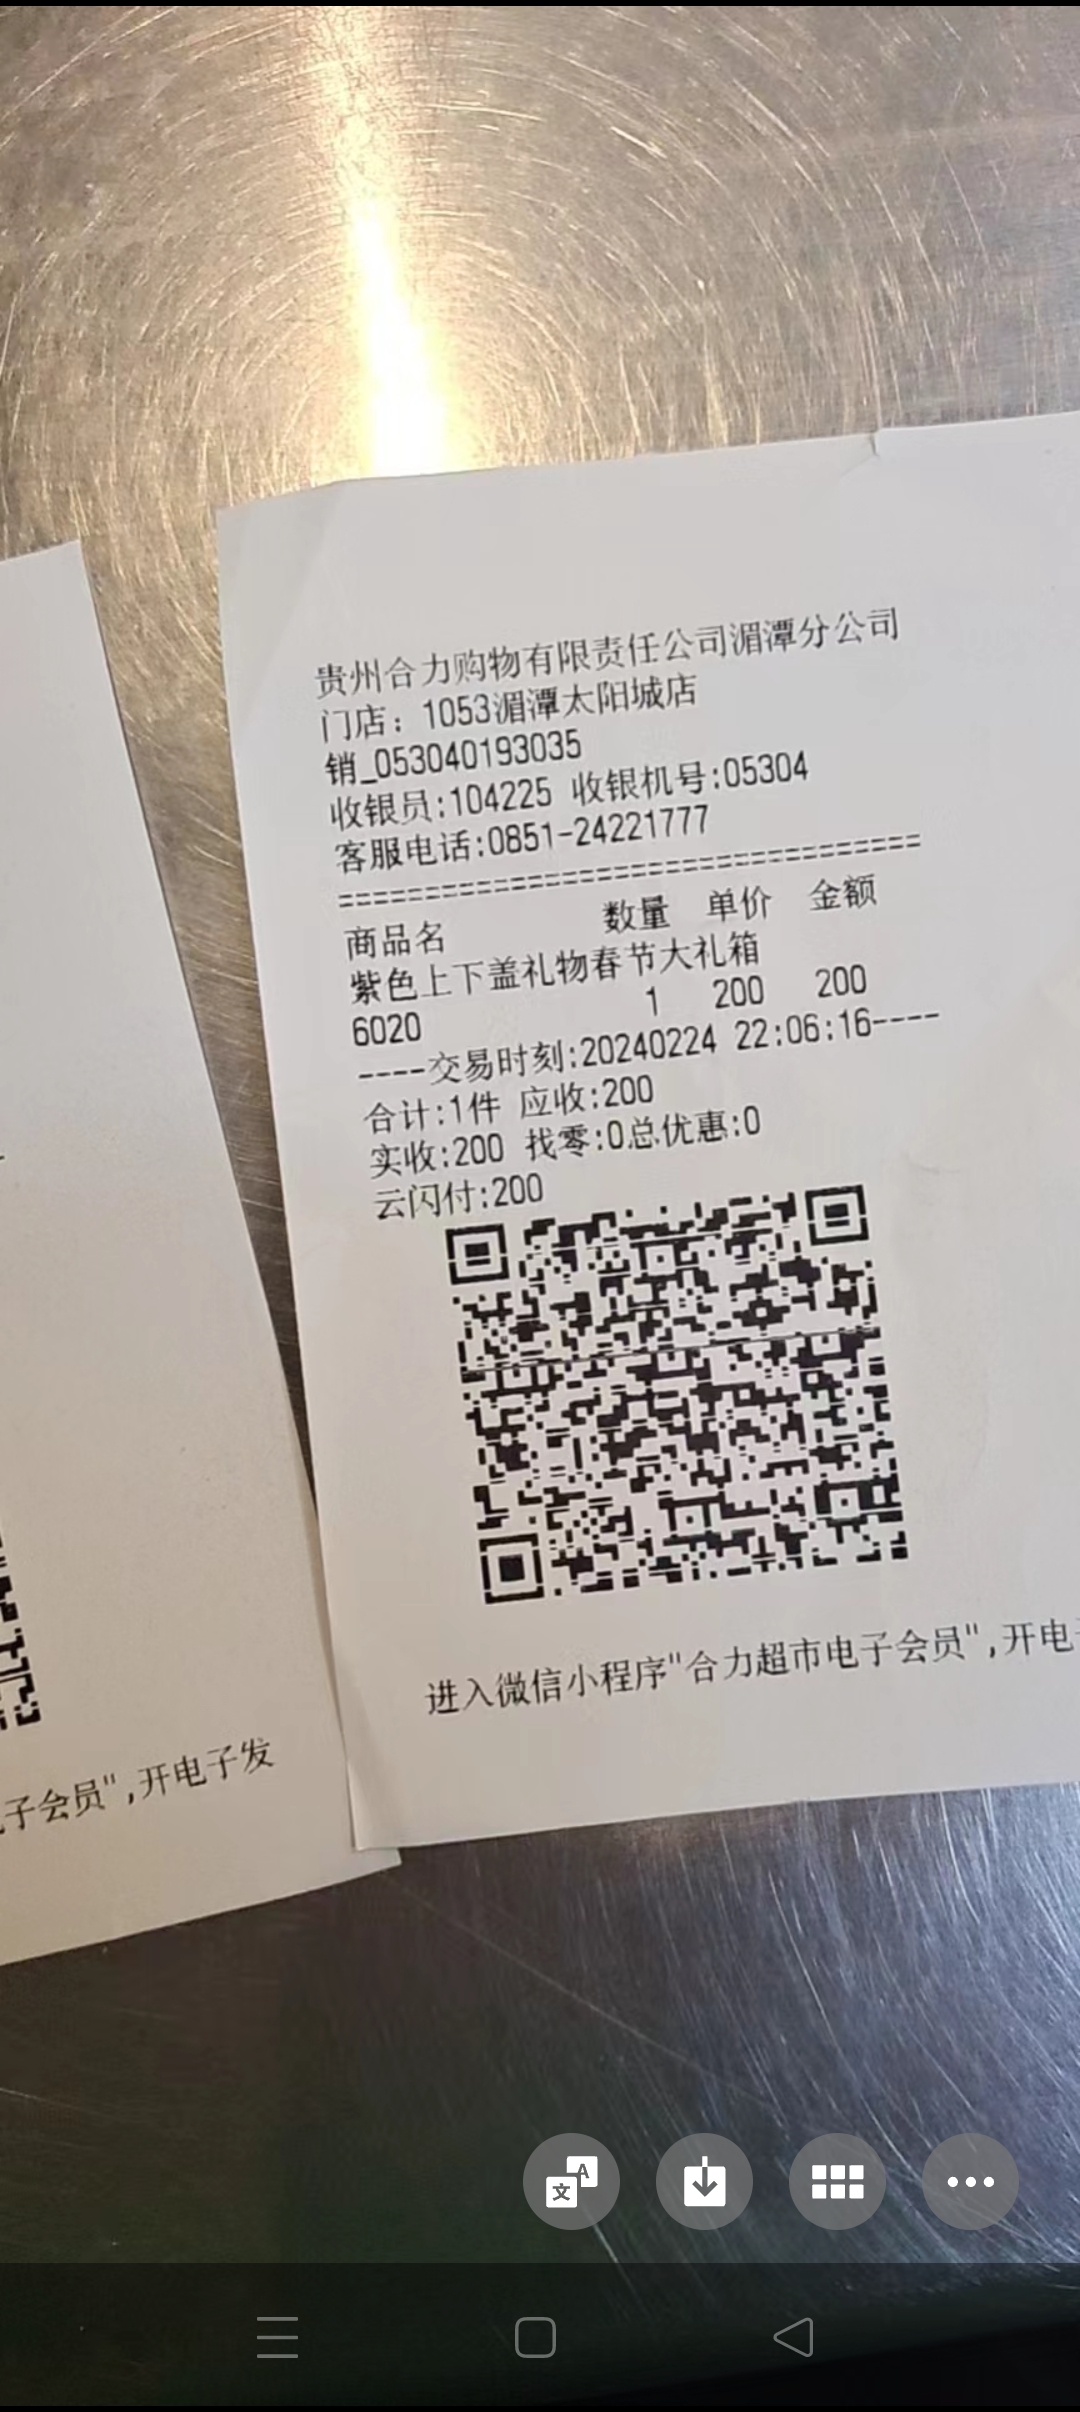 贵州合力购物有限责任公司湄潭分公司
门店：1053湄潭太阳城店
销_053040193035
收银员:104225 收银机号:05304
客服电话:0851-24221777
==================================
商品名 数量 单价 金额
紫色上下盖礼物春节大礼箱
6020 1 200 200
----交易时刻:20240224 22:06:16----
合计:1件 应收:200
实收:200 找零:0总优惠:0
云闪付:200
进入微信小程序"合力超市电子会员",开电
子会员",开电子发